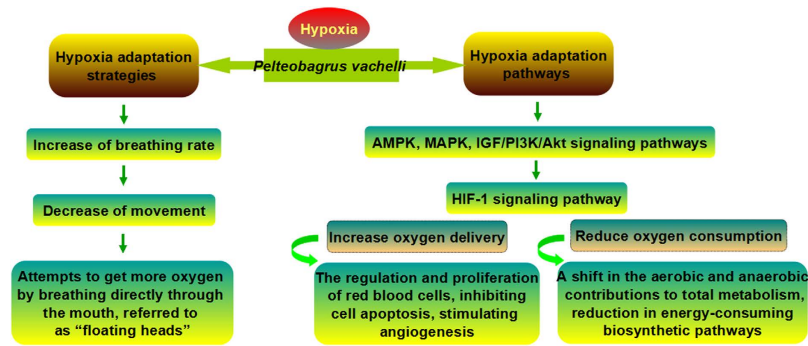 Hypoxia
Pelteobagrus vachelli
Hypoxia adaptation
strategies
Increase of breathing rate
Decrease of movement
Attempts to get more oxygen
by breathing directly through
the mouth, referred to
as “floating heads”
Hypoxia adaptation
pathways
AMPK, MAPK, IGF/PI3K/Akt signaling pathways
HIF-1 signaling pathway
Increase oxygen delivery
The regulation and proliferation
of red blood cells, inhibiting
cell apoptosis, stimulating
angiogenesis
Reduce oxygen consumption
A shift in the aerobic and anaerobic
contributions to total metabolism,
reduction in energy-consuming
biosynthetic pathways